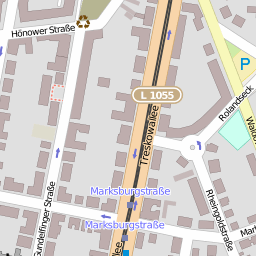 Hönower Straße
P
L 1055
Rolandseck
Treskowallee
Marksburgstraße
Gundelfinger Straße
Rheingoldstraße
Marksburgstraße